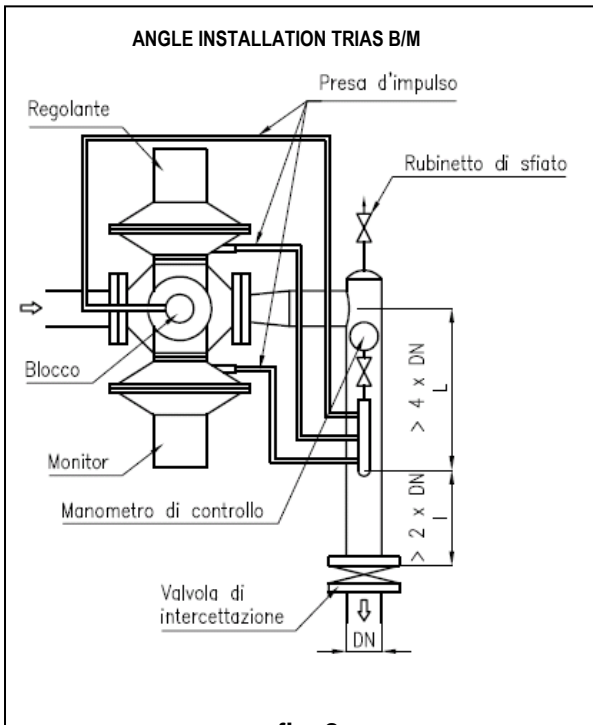 ANGLE INSTALLATION TRIAS B/M
Presa d'impulso
Regolante
Rubinetto di sfiato
Blocco
> 4 x DN
L
Monitor
Manometro di controllo
> 2 x DN
l
Valvola di
intercettazione
DN